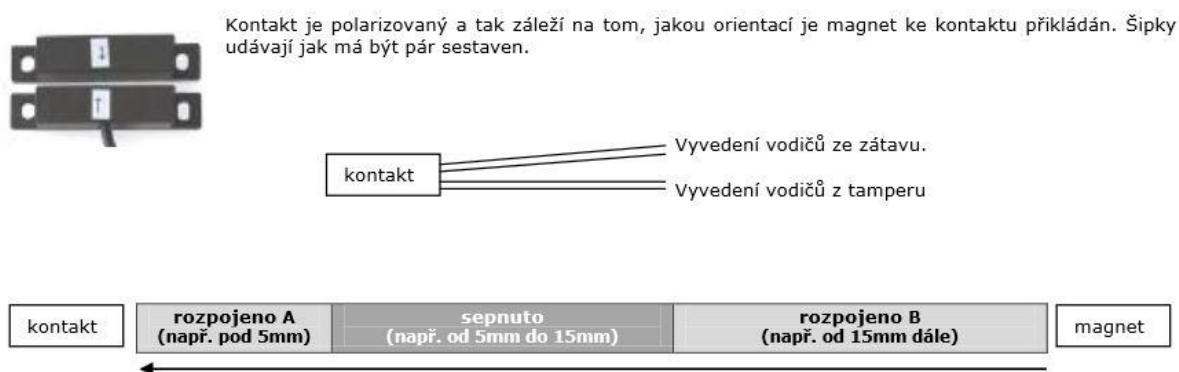 Kontakt je polarizovaný a tak záleží na tom, jakou orientací je magnet ke kontaktu přikládán. Šipky
udávají jak má být pár sestaven.
Vyvedení vodičů ze zátavu.
kontakt
Vyvedení vodičů z tamperu
kontakt
rozpojeno A
(např. pod 5mm)
sepnuto
(např. od 5mm do 15mm)
rozpojeno B
(např. od 15mm dále)
magnet